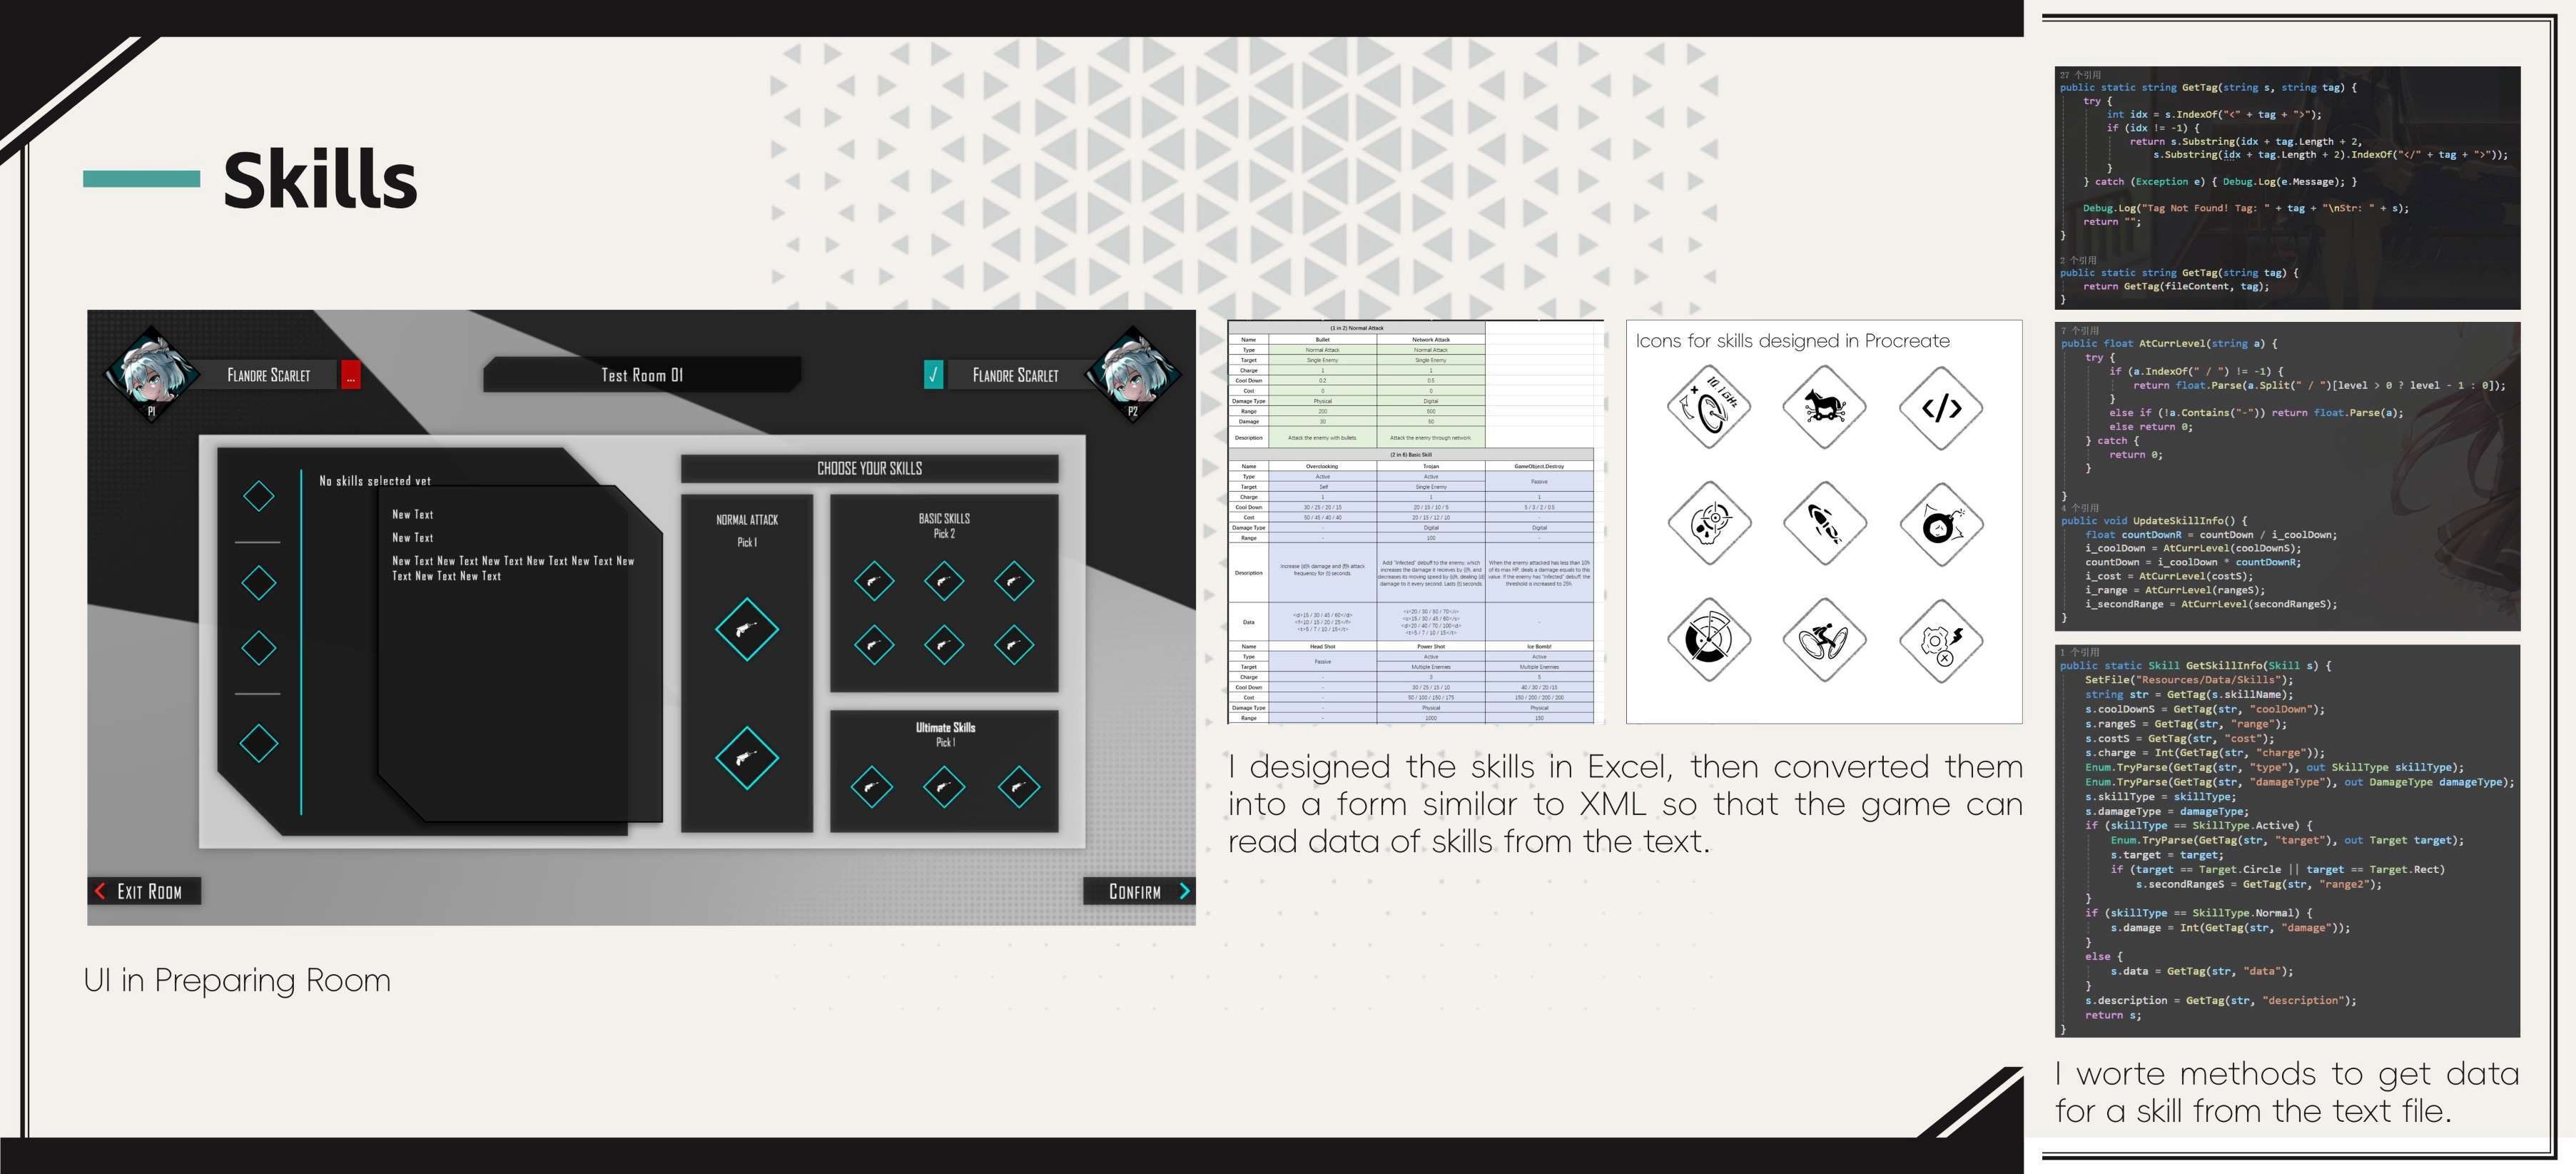 Skills
FLANDRE SCARLET
...
P1
Test Room 01
√
FLANDRE SCARLET
P2
No skills selected yet
New Text
New Text
New Text New Text New Text New Text New Text New
Text New Text New Text
CHOOSE YOUR SKILLS
NORMAL ATTACK
Pick 1
BASIC SKILLS
Pick 2
Ultimate Skills
Pick 1
EXIT ROOM
CONFIRM
UI in Preparing Room
(1 in 2) Normal Attack
Name Bullet Network Attack
Type Normal Attack Normal Attack
Target Single Enemy Single Enemy
Charge 1 1
Cool Down 0.2 0.5
Cost 0 0
Damage Type Physical Digital
Range 200 500
Damage 30 50
Description Attack the enemy with bullets. Attack the enemy through network.
(2 in 6) Basic Skill
Name Overclocking Trojan GameObject.Destroy
Type Active Active Passive
Target Self Single Enemy
Charge 1 1 1
Cool Down 30 / 25 / 20 / 15 20 / 15 / 10 / 5 5 / 3 / 2 / 0.5
Cost 30 / 45 / 40 / 40 20 / 15 / 12 / 10
Damage Type - Digital Digital
Range - 100 -
Description
Data
Name Head Shot Power Shot Ice Bomb!
Type Passive Active Active
Target Multiple Enemies Multiple Enemies
Charge - 3 5
Cool Down - 30 / 25 / 15 / 10 40 / 30 / 20 /15
Cost - 50 / 100 / 150 / 175 150 / 200 / 200 / 200
Damage Type - Physical Physical
Range - 1000 150
Icons for skills designed in Procreate
10.1GHz
</>
I designed the skills in Excel, then converted them
into a form similar to XML so that the game can
read data of skills from the text.
27 个引用
public static string GetTag(string s, string tag) {
try {
int idx = s.IndexOf("<" + tag + ">");
if (idx != -1) {
return s.Substring(idx + tag.Length + 2,
s.Substring(idx + tag.Length + 2).IndexOf("</" + tag + ">"));
}
} catch (Exception e) { Debug.Log(e.Message); }
Debug.Log("Tag Not Found! Tag: " + tag + "\nStr: " + s);
return "";
}
2 个引用
public static string GetTag(string tag) {
return GetTag(fileContent, tag);
}
7 个引用
public float AtCurrLevel(string a) {
try {
if (a.IndexOf(" / ") != -1) {
return float.Parse(a.Split(" / ")[level > 0 ? level - 1 : 0]);
}
else if (!a.Contains("-")) return float.Parse(a);
else return 0;
} catch {
return 0;
}
}
4 个引用
public void UpdateSkillInfo() {
float countDownR = countDown / i_coolDown;
i_coolDown = AtCurrLevel(coolDownS);
countDown = i_coolDown * countDownR;
i_cost = AtCurrLevel(costS);
i_range = AtCurrLevel(rangeS);
i_secondRange = AtCurrLevel(secondRangeS);
}
1 个引用
public static Skill GetSkillInfo(Skill s) {
SetFile("Resources/Data/Skills");
string str = GetTag(s.skillName);
s.coolDownS = GetTag(str, "coolDown");
s.rangeS = GetTag(str, "range");
s.costS = GetTag(str, "cost");
s.charge = Int(GetTag(str, "charge"));
Enum.TryParse(GetTag(str, "type"), out SkillType skillType);
Enum.TryParse(GetTag(str, "damageType"), out DamageType damageType);
s.skillType = skillType;
s.damageType = damageType;
if (skillType == SkillType.Active) {
Enum.TryParse(GetTag(str, "target"), out Target target);
s.target = target;
if (target == Target.Circle || target == Target.Rect)
s.secondRangeS = GetTag(str, "range2");
}
if (skillType == SkillType.Normal) {
s.damage = Int(GetTag(str, "damage"));
}
else {
s.data = GetTag(str, "data");
}
s.description = GetTag(str, "description");
return s;
}
I worte methods to get data
for a skill from the text file.